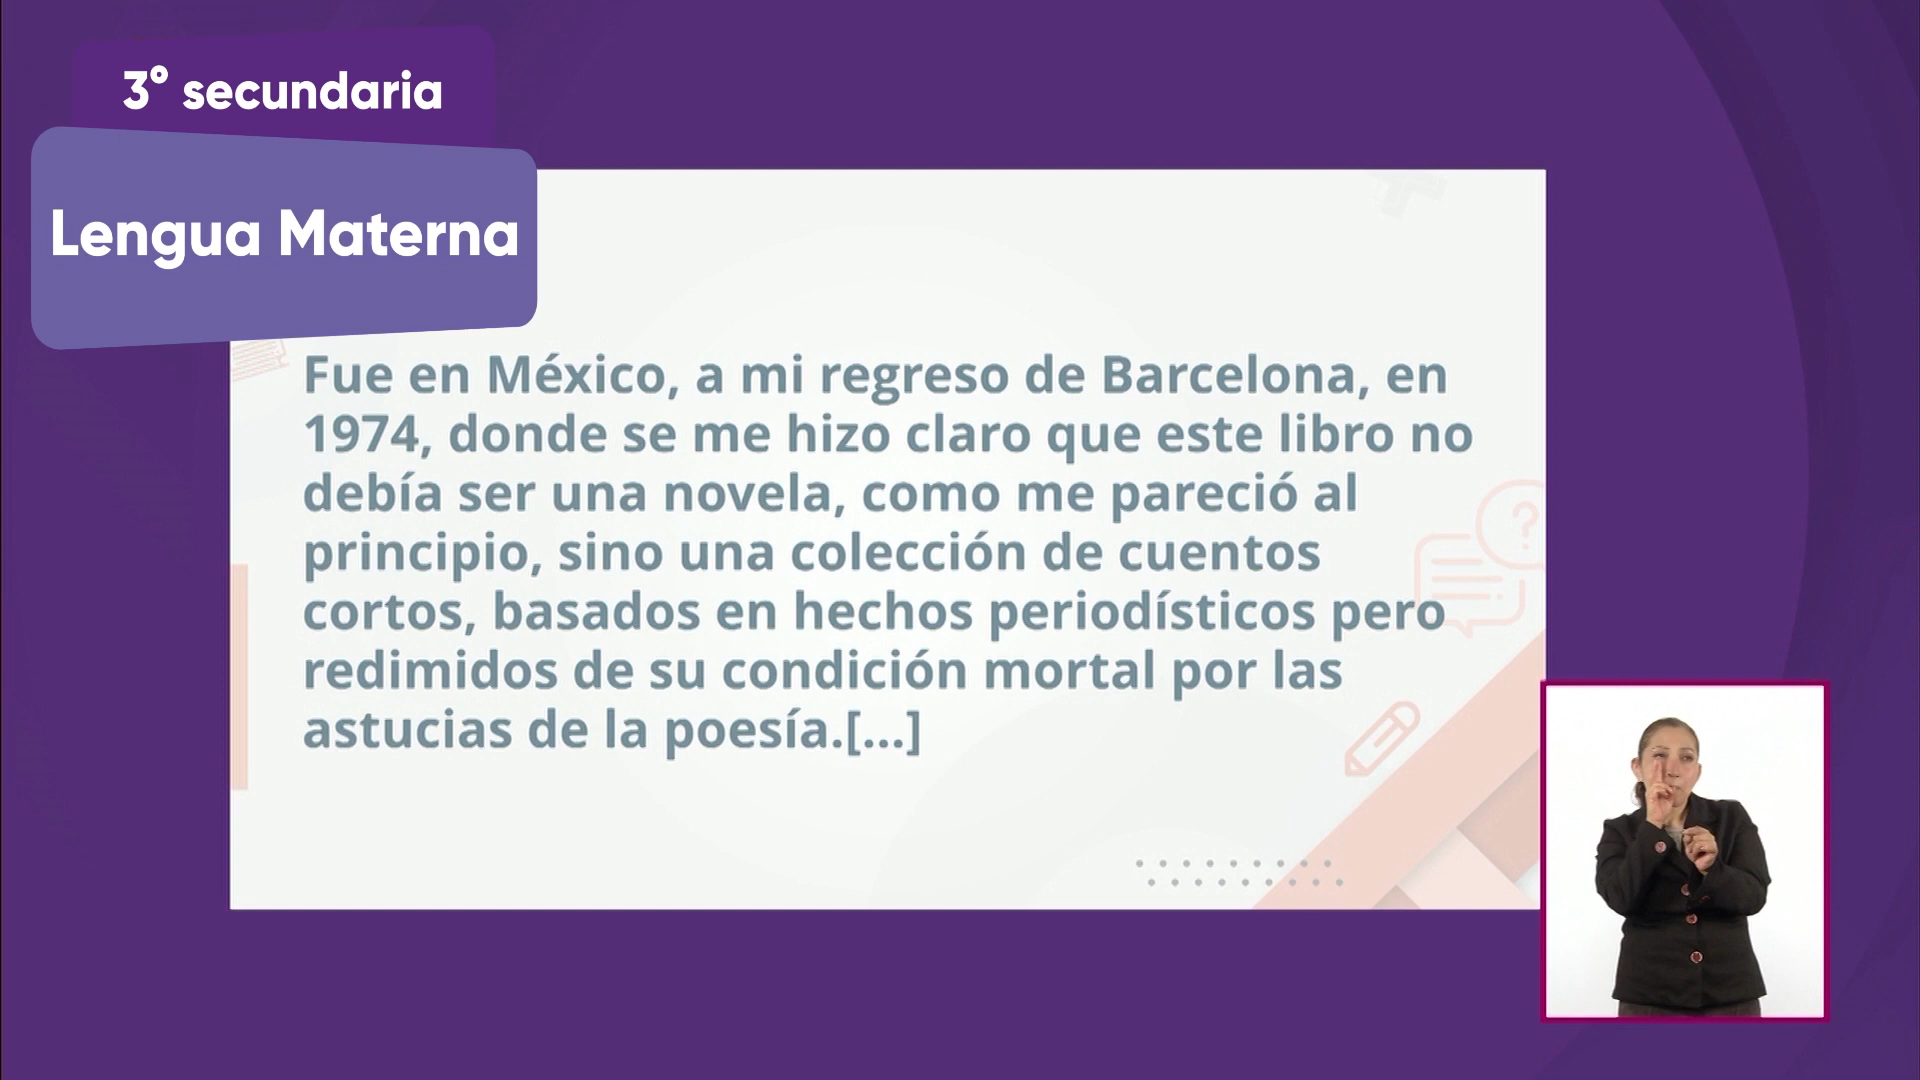 3° secundaria
Lengua Materna
Fue en México, a mi regreso de Barcelona, en
1974, donde se me hizo claro que este libro no
debía ser una novela, como me pareció al
principio, sino una colección de cuentos
cortos, basados en hechos periodísticos pero
redimidos de su condición mortal por las
astucias de la poesía.[...]